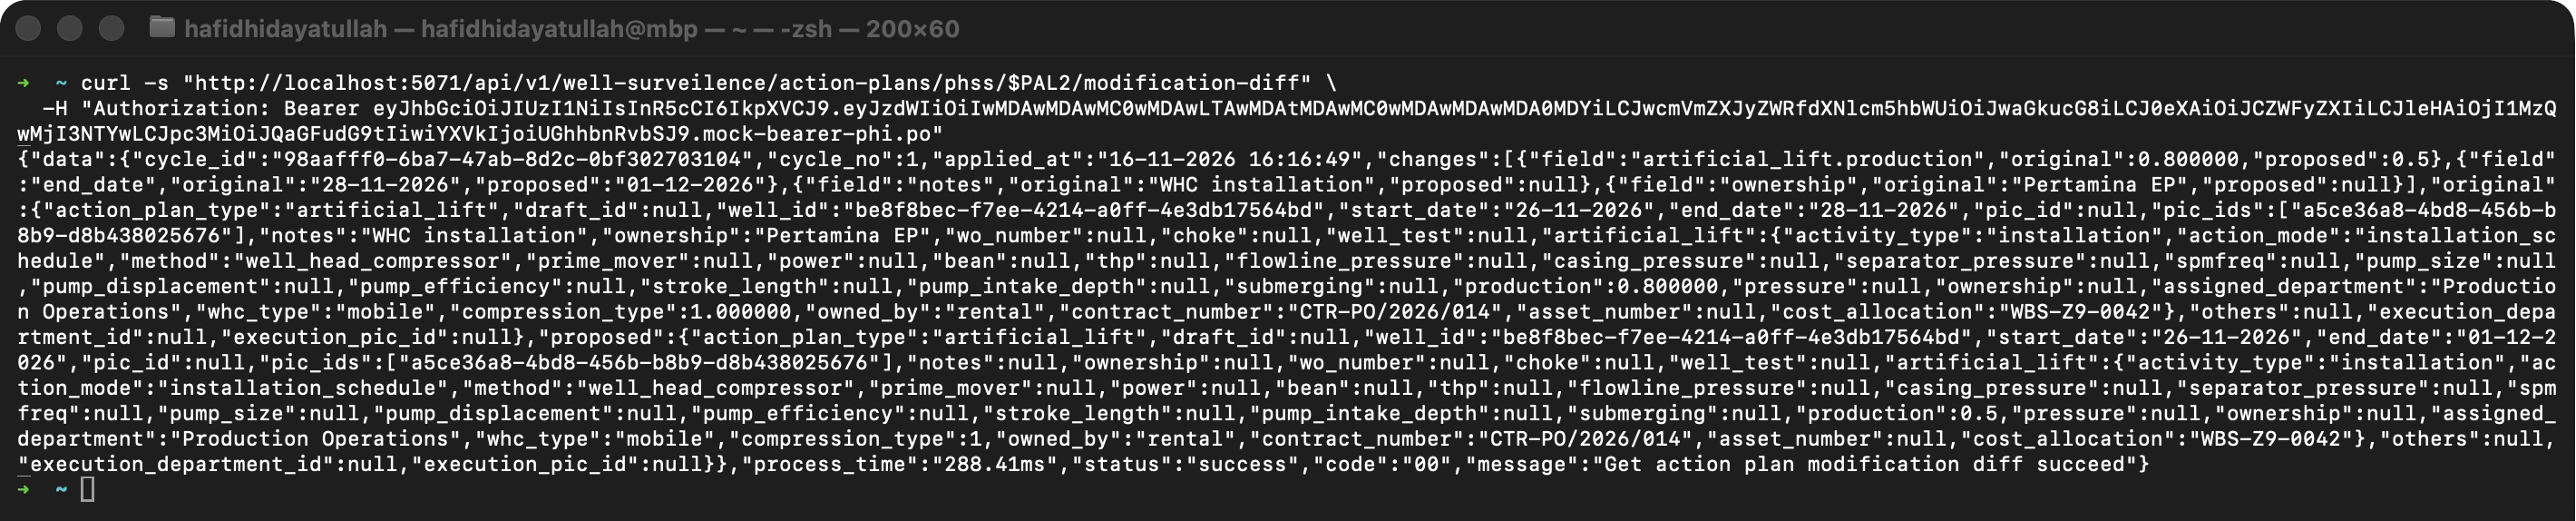 hafidhidayatullah — hafidhidayatullah@mbp — ~ — -zsh — 200×60
➜  ~ curl -s "http://localhost:5071/api/v1/well-surveilence/action-plans/phss/$PAL2/modification-diff" \
  -H "Authorization: Bearer eyJhbGciOiJIUzI1NiIsInR5cCI6IkpXVCJ9.eyJzdWIiOiIwMDAwMDAwMC0wMDAwLTAwMDAtMDAwMC0wMDAwMDAwMDA0MDYiLCJwcmVmZXJyZWRfdXNlcm5hbWUiOiJwaGkucG8iLCJ0eXAiOiJCZWFyZXIiLCJleHAiOjI1MzQ
wMjI3NTYwLCJpc3MiOiJQaGFudG9tIiwiYXVkIjoiUGhhbnRvbSJ9.mock-bearer-phi.po"
{"data":{"cycle_id":"98aafff0-6ba7-47ab-8d2c-0bf302703104","cycle_no":1,"applied_at":"16-11-2026 16:16:49","changes":[{"field":"artificial_lift.production","original":0.800000,"proposed":0.5},{"field"
:"end_date","original":"28-11-2026","proposed":"01-12-2026"},{"field":"notes","original":"WHC installation","proposed":null},{"field":"ownership","original":"Pertamina EP","proposed":null}],"original"
:{"action_plan_type":"artificial_lift","draft_id":null,"well_id":"be8f8bec-f7ee-4214-a0ff-4e3db17564bd","start_date":"26-11-2026","end_date":"28-11-2026","pic_id":null,"pic_ids":["a5ce36a8-4bd8-456b-b
8b9-d8b438025676"],"notes":"WHC installation","ownership":"Pertamina EP","wo_number":null,"choke":null,"well_test":null,"artificial_lift":{"activity_type":"installation","action_mode":"installation_sc
hedule","method":"well_head_compressor","prime_mover":null,"power":null,"bean":null,"thp":null,"flowline_pressure":null,"casing_pressure":null,"separator_pressure":null,"spmfreq":null,"pump_size":null
,"pump_displacement":null,"pump_efficiency":null,"stroke_length":null,"pump_intake_depth":null,"submerging":null,"production":0.800000,"pressure":null,"ownership":null,"assigned_department":"Productio
n Operations","whc_type":"mobile","compression_type":1.000000,"owned_by":"rental","contract_number":"CTR-PO/2026/014","asset_number":null,"cost_allocation":"WBS-Z9-0042"},"others":null,"execution_depa
rtment_id":null,"execution_pic_id":null},"proposed":{"action_plan_type":"artificial_lift","draft_id":null,"well_id":"be8f8bec-f7ee-4214-a0ff-4e3db17564bd","start_date":"26-11-2026","end_date":"01-12-2
026","pic_id":null,"pic_ids":["a5ce36a8-4bd8-456b-b8b9-d8b438025676"],"notes":null,"ownership":null,"wo_number":null,"choke":null,"well_test":null,"artificial_lift":{"activity_type":"installation","ac
tion_mode":"installation_schedule","method":"well_head_compressor","prime_mover":null,"power":null,"bean":null,"thp":null,"flowline_pressure":null,"casing_pressure":null,"separator_pressure":null,"spm
freq":null,"pump_size":null,"pump_displacement":null,"pump_efficiency":null,"stroke_length":null,"pump_intake_depth":null,"submerging":null,"production":0.5,"pressure":null,"ownership":null,"assigned_
department":"Production Operations","whc_type":"mobile","compression_type":1,"owned_by":"rental","contract_number":"CTR-PO/2026/014","asset_number":null,"cost_allocation":"WBS-Z9-0042"},"others":null,
"execution_department_id":null,"execution_pic_id":null}},"process_time":"288.41ms","status":"success","code":"00","message":"Get action plan modification diff succeed"}
➜  ~